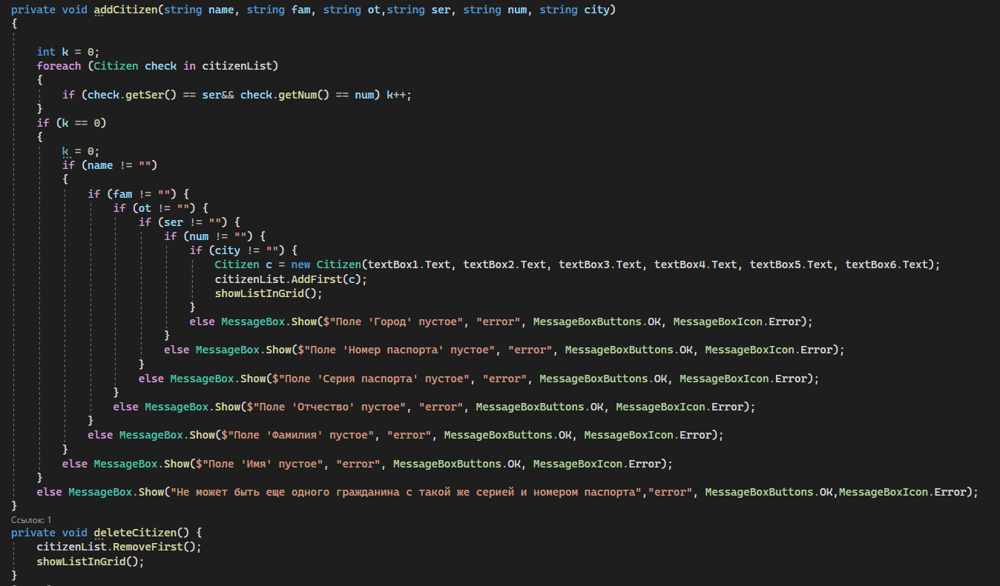 private void addCitizen(string name, string fam, string ot,string ser, string num, string city)
{
int k = 0;
foreach (Citizen check in citizenList)
{
if (check.getSer() == ser&& check.getNum() == num) k++;
}
if (k == 0)
{
k = 0;
if (name != "")
{
if (fam != "") {
if (ot != "") {
if (ser != "") {
if (num != "") {
if (city != "") {
Citizen c = new Citizen(textBox1.Text, textBox2.Text, textBox3.Text, textBox4.Text, textBox5.Text, textBox6.Text);
citizenList.AddFirst(c);
showListInGrid();
}
else MessageBox.Show($"Поле 'Город' пустое", "error", MessageBoxButtons.OK, MessageBoxIcon.Error);
}
else MessageBox.Show($"Поле 'Номер паспорта' пустое", "error", MessageBoxButtons.OK, MessageBoxIcon.Error);
}
else MessageBox.Show($"Поле 'Серия паспорта' пустое", "error", MessageBoxButtons.OK, MessageBoxIcon.Error);
}
else MessageBox.Show($"Поле 'Отчество' пустое", "error", MessageBoxButtons.OK, MessageBoxIcon.Error);
}
else MessageBox.Show($"Поле 'Фамилия' пустое", "error", MessageBoxButtons.OK, MessageBoxIcon.Error);
}
else MessageBox.Show($"Поле 'Имя' пустое", "error", MessageBoxButtons.OK, MessageBoxIcon.Error);
}
else MessageBox.Show("Не может быть еще одного гражданина с такой же серией и номером паспорта","error", MessageBoxButtons.OK,MessageBoxIcon.Error);
}
Ссылок: 1
private void deleteCitizen() {
citizenList.RemoveFirst();
showListInGrid();
}